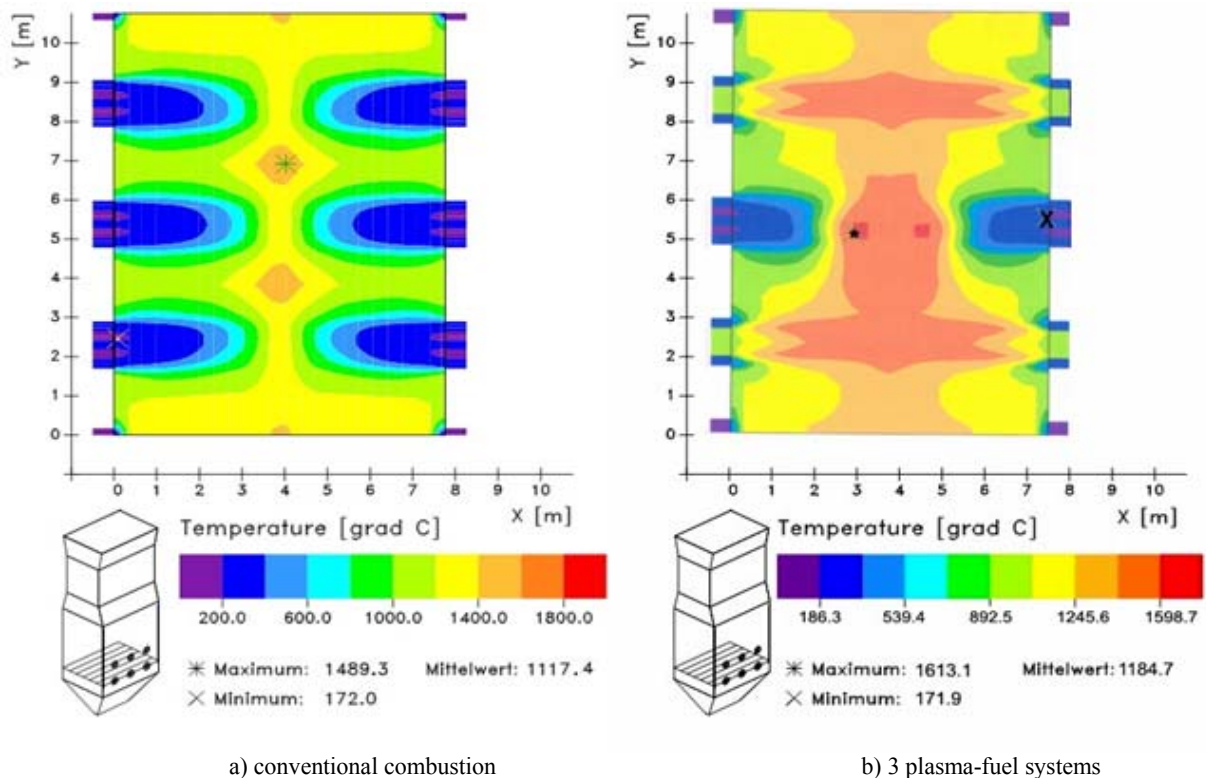 Y [m]
10
9
8
7
6
5
4
3
2
1
0
0 1 2 3 4 5 6 7 8 9 10
X [m]
Temperature [grad C]
200.0 600.0 1000.0 1400.0 1800.0
Maximum: 1489.3 Mittelwert: 1117.4
Minimum: 172.0
a) conventional combustion
Y [m]
10
9
8
7
6
5
4
3
2
1
0
0 1 2 3 4 5 6 7 8 9 10
X [m]
Temperature [grad C]
186.3 539.4 892.5 1245.6 1598.7
Maximum: 1613.1 Mittelwert: 1184.7
Minimum: 171.9
b) 3 plasma-fuel systems